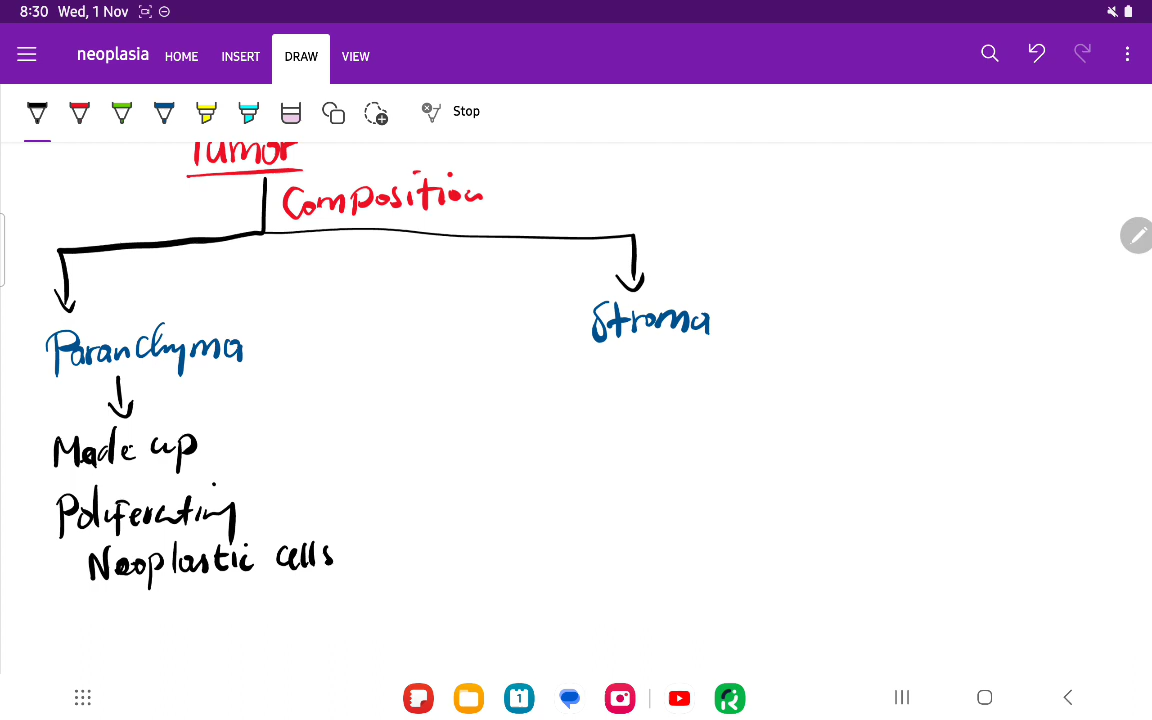 8:30 Wed, 1 Nov
neoplasia HOME INSERT DRAW VIEW
Stop
Tumor
Composition
Paranchyma
Stroma
Made up
Poliferating
Neoplastic cells
1